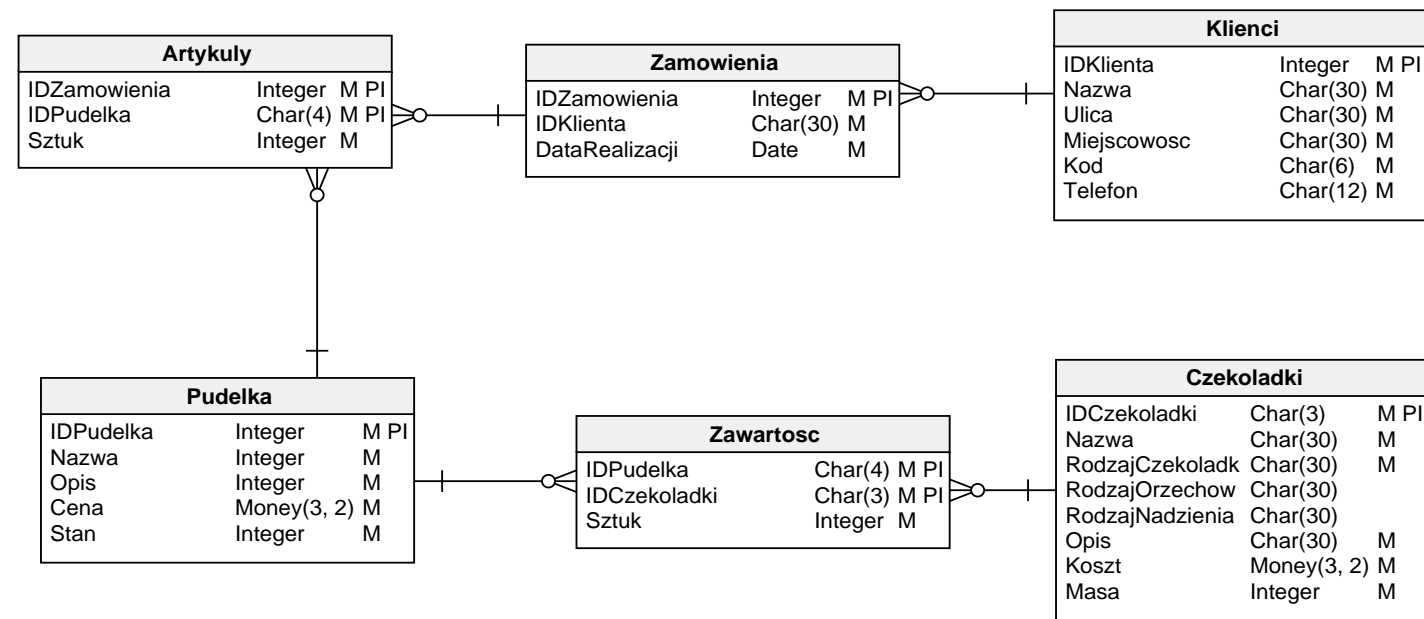 Artykuly
IDZamowienia Integer M PI
IDPudelka Char(4) M PI
Sztuk Integer M
Zamowienia
IDZamowienia Integer M PI
IDKlienta Char(30) M
DataRealizacji Date M
Klienci
IDKlienta Integer M PI
Nazwa Char(30) M
Ulica Char(30) M
Miejscowosc Char(30) M
Kod Char(6) M
Telefon Char(12) M
Pudelka
IDPudelka Integer M PI
Nazwa Integer M
Opis Integer M
Cena Money(3, 2) M
Stan Integer M
Zawartosc
IDPudelka Char(4) M PI
IDCzekoladki Char(3) M PI
Sztuk Integer M
Czekoladki
IDCzekoladki Char(3) M PI
Nazwa Char(30) M
RodzajCzekoladk Char(30) M
RodzajOrzechow Char(30)
RodzajNadzienia Char(30)
Opis Char(30) M
Koszt Money(3, 2) M
Masa Integer M